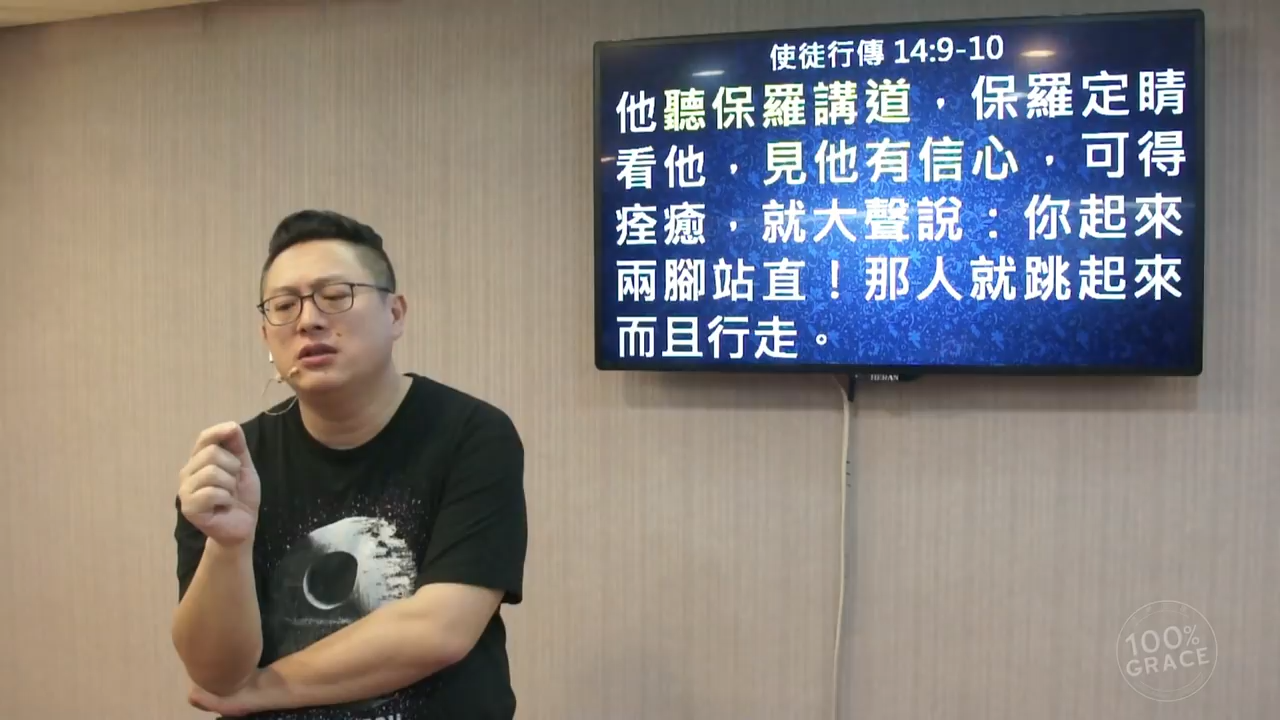 使徒行傳 14:9-10
他聽保羅講道，保羅定睛
看他，見他有信心，可得
痊癒，就大聲說：你起來
兩腳站直！那人就跳起來
而且行走。
HERAN
100%
GRACE